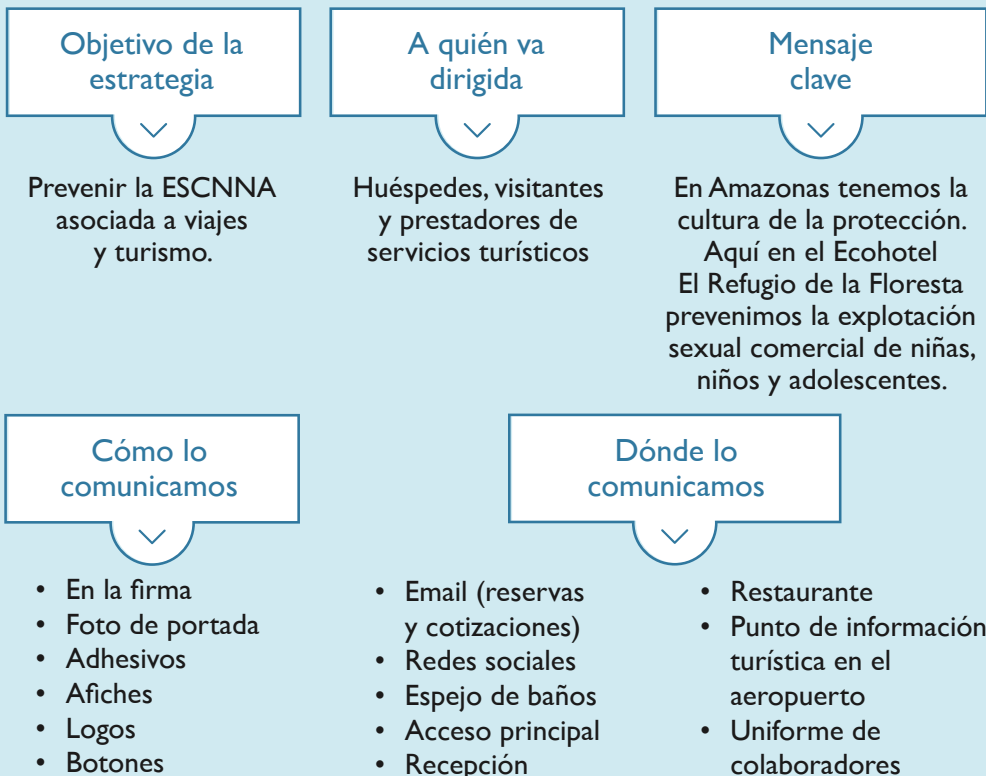 Objetivo de la
estrategia
Prevenir la ESCNNA
asociada a viajes
y turismo.
A quién va
dirigida
Huéspedes, visitantes
y prestadores de
servicios turísticos
Mensaje
clave
En Amazonas tenemos la
cultura de la protección.
Aquí en el Ecohotel
El Refugio de la Floresta
prevenimos la explotación
sexual comercial de niñas,
niños y adolescentes.
Cómo lo
comunicamos
• En la firma
• Foto de portada
• Adhesivos
• Afiches
• Logos
• Botones
Dónde lo
comunicamos
• Email (reservas
y cotizaciones)
• Redes sociales
• Espejo de baños
• Acceso principal
• Recepción
• Restaurante
• Punto de información
turística en el
aeropuerto
• Uniforme de
colaboradores